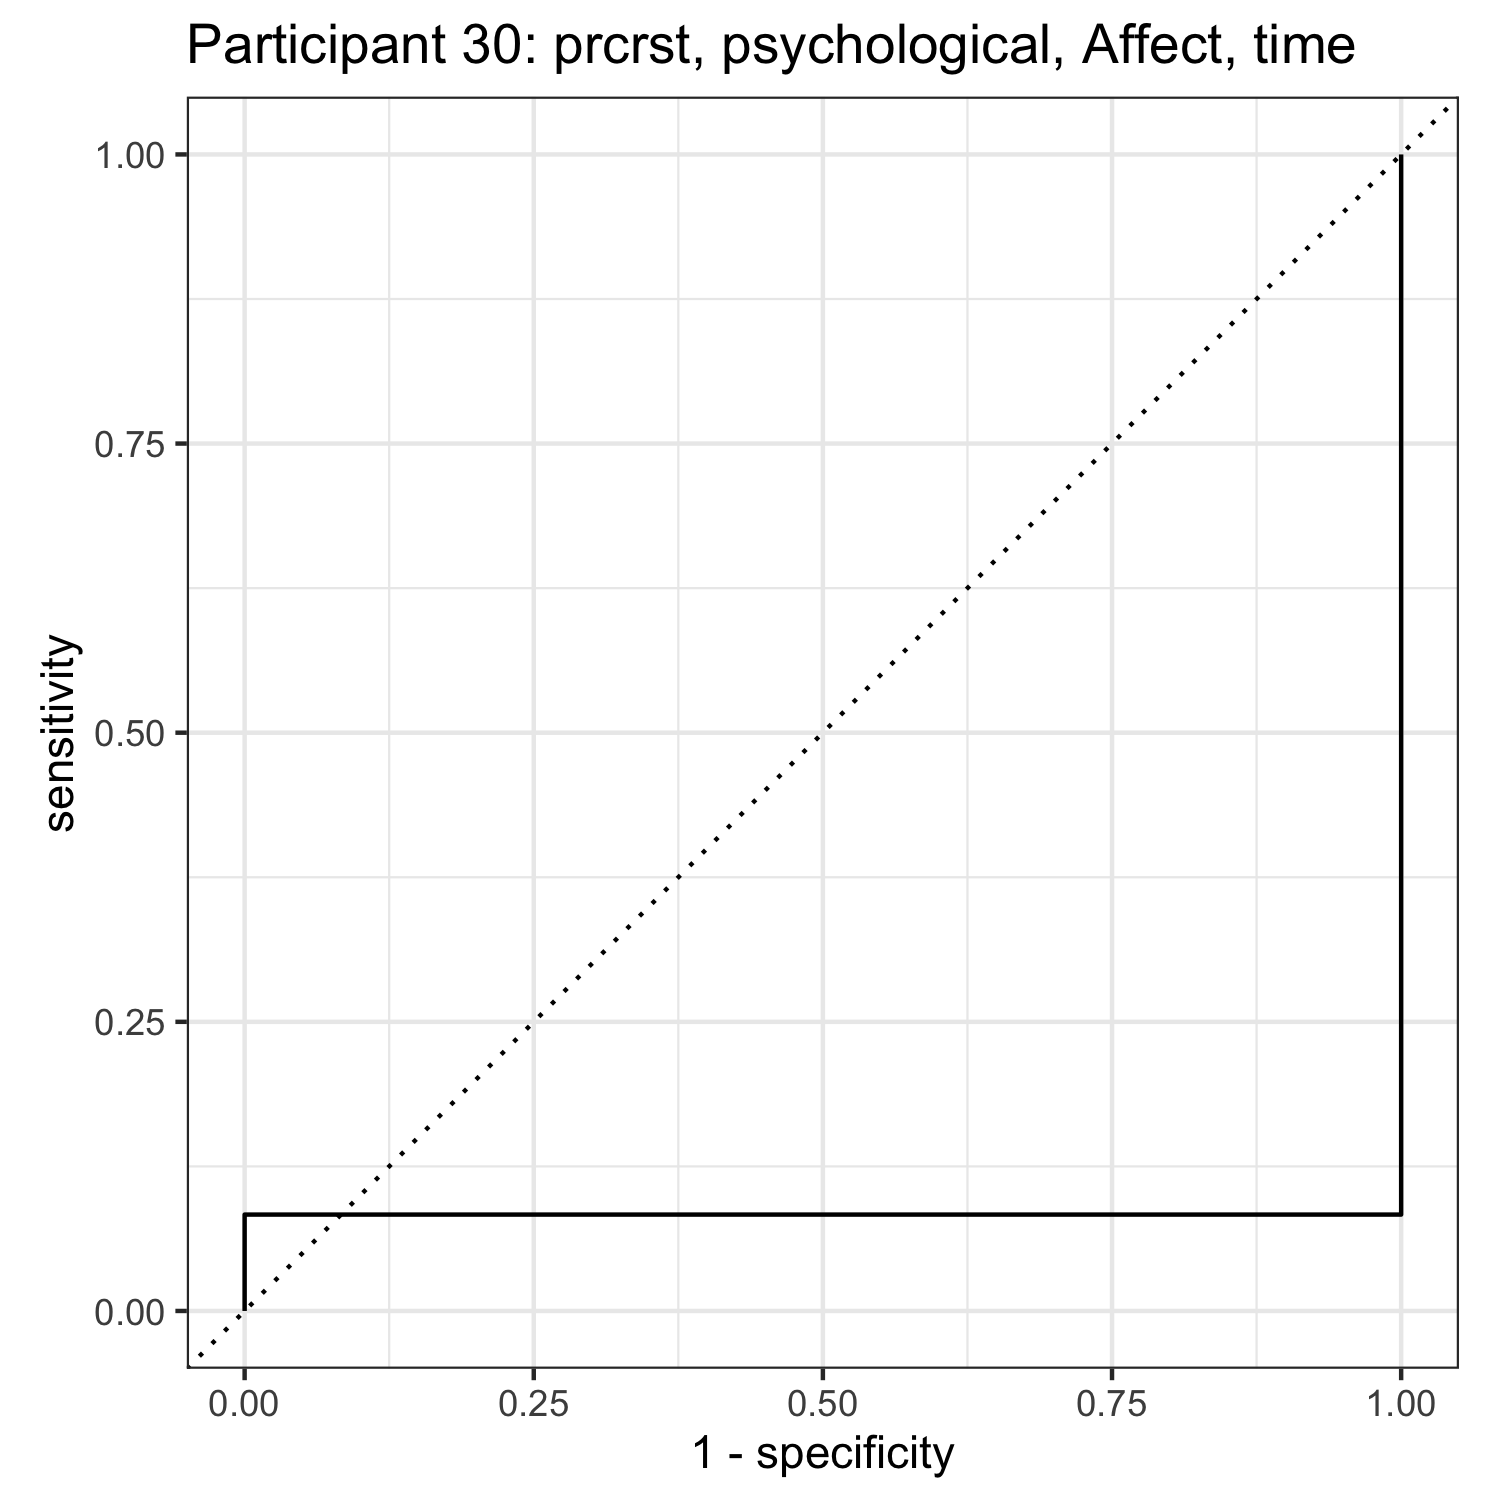 Participant 30: prcrst, psychological, Affect, time
1.00
0.75
0.50
0.25
0.00
sensitivity
0.00 0.25 0.50 0.75 1.00
1 - specificity